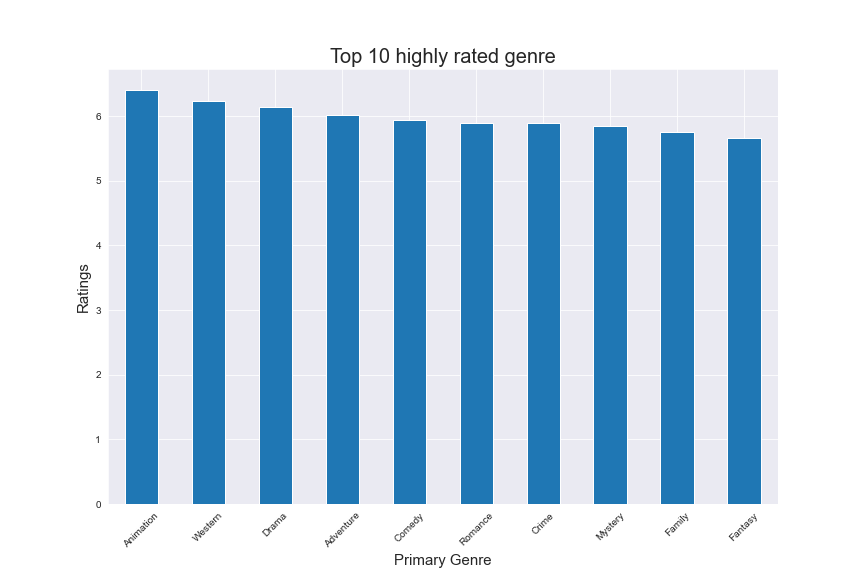 Top 10 highly rated genre
Ratings
6
5
4
3
2
1
0
Animation
Western
Drama
Adventure
Comedy
Romance
Crime
Mystery
Family
Fantasy
Primary Genre